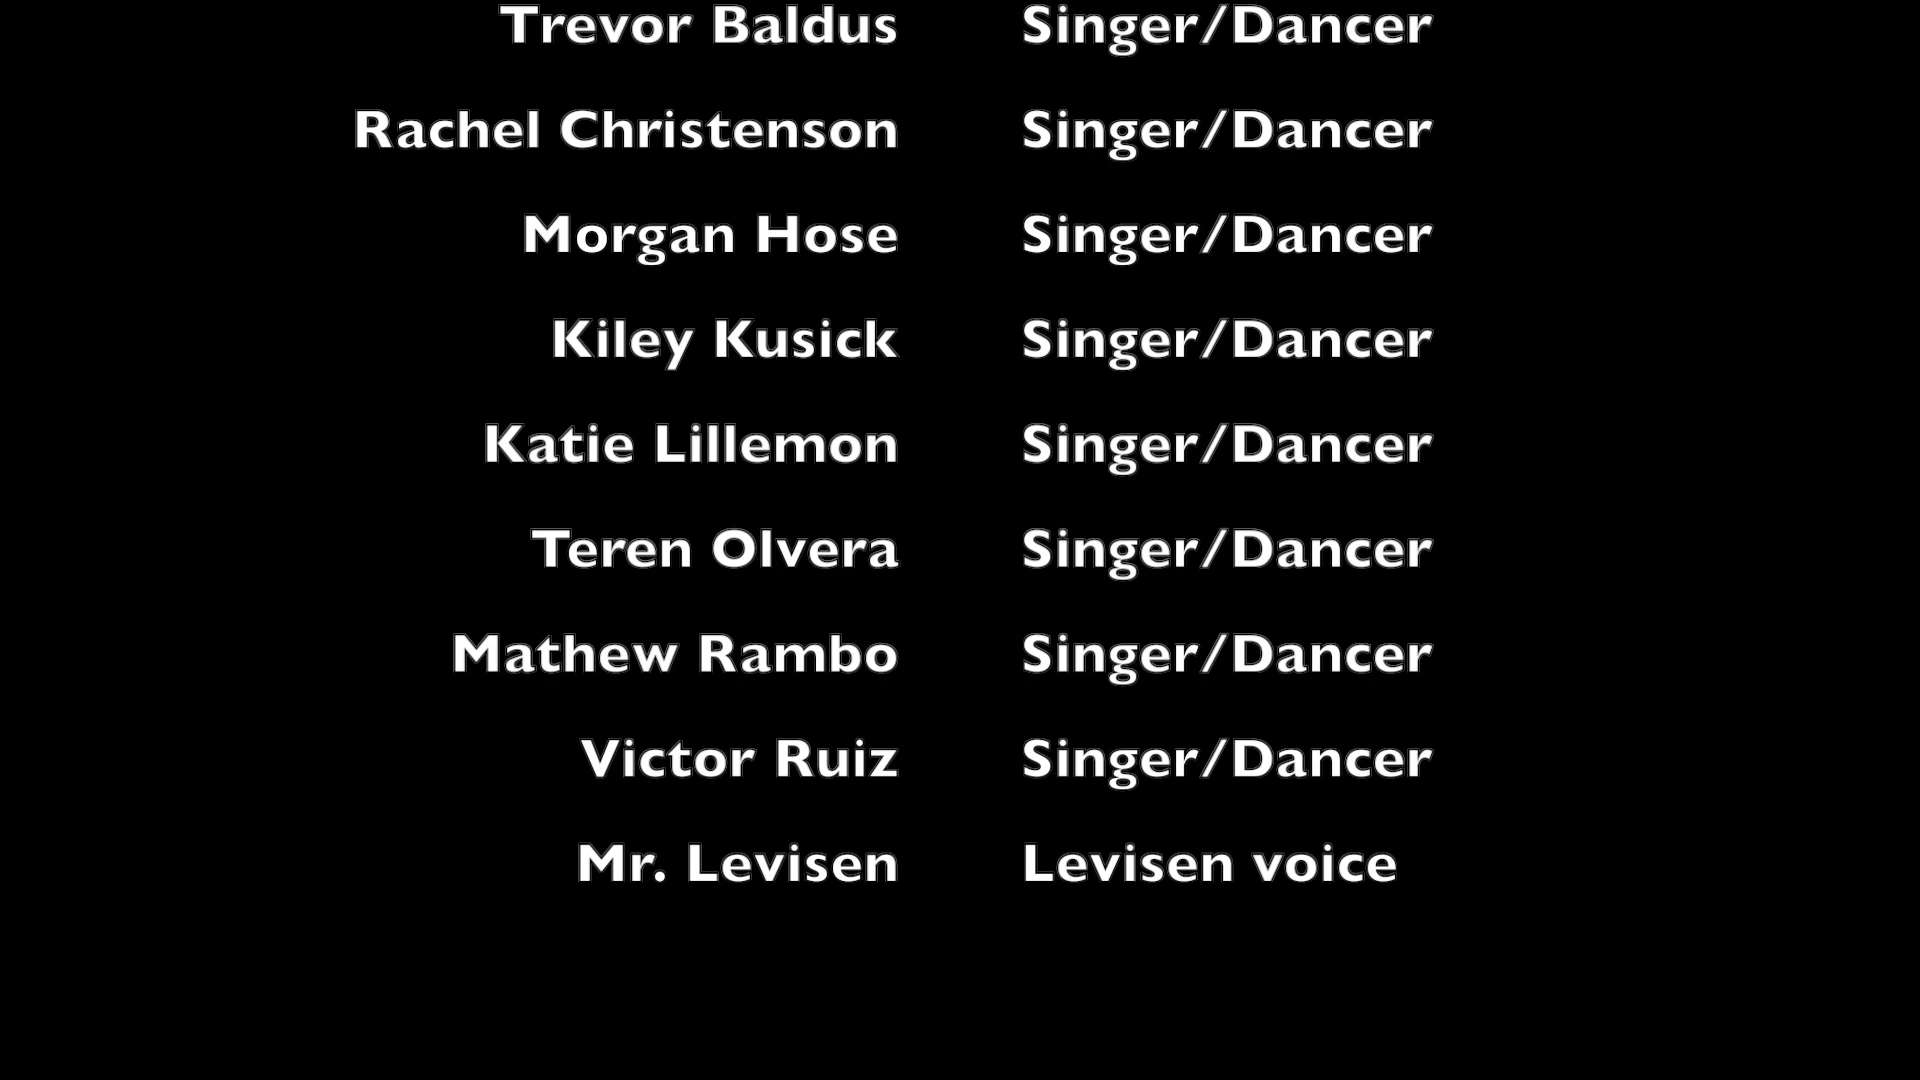 Trevor Baldus Singer/Dancer
Rachel Christenson Singer/Dancer
Morgan Hose Singer/Dancer
Kiley Kusick Singer/Dancer
Katie Lillemon Singer/Dancer
Teren Olvera Singer/Dancer
Mathew Rambo Singer/Dancer
Victor Ruiz Singer/Dancer
Mr. Levisen Levisen voice